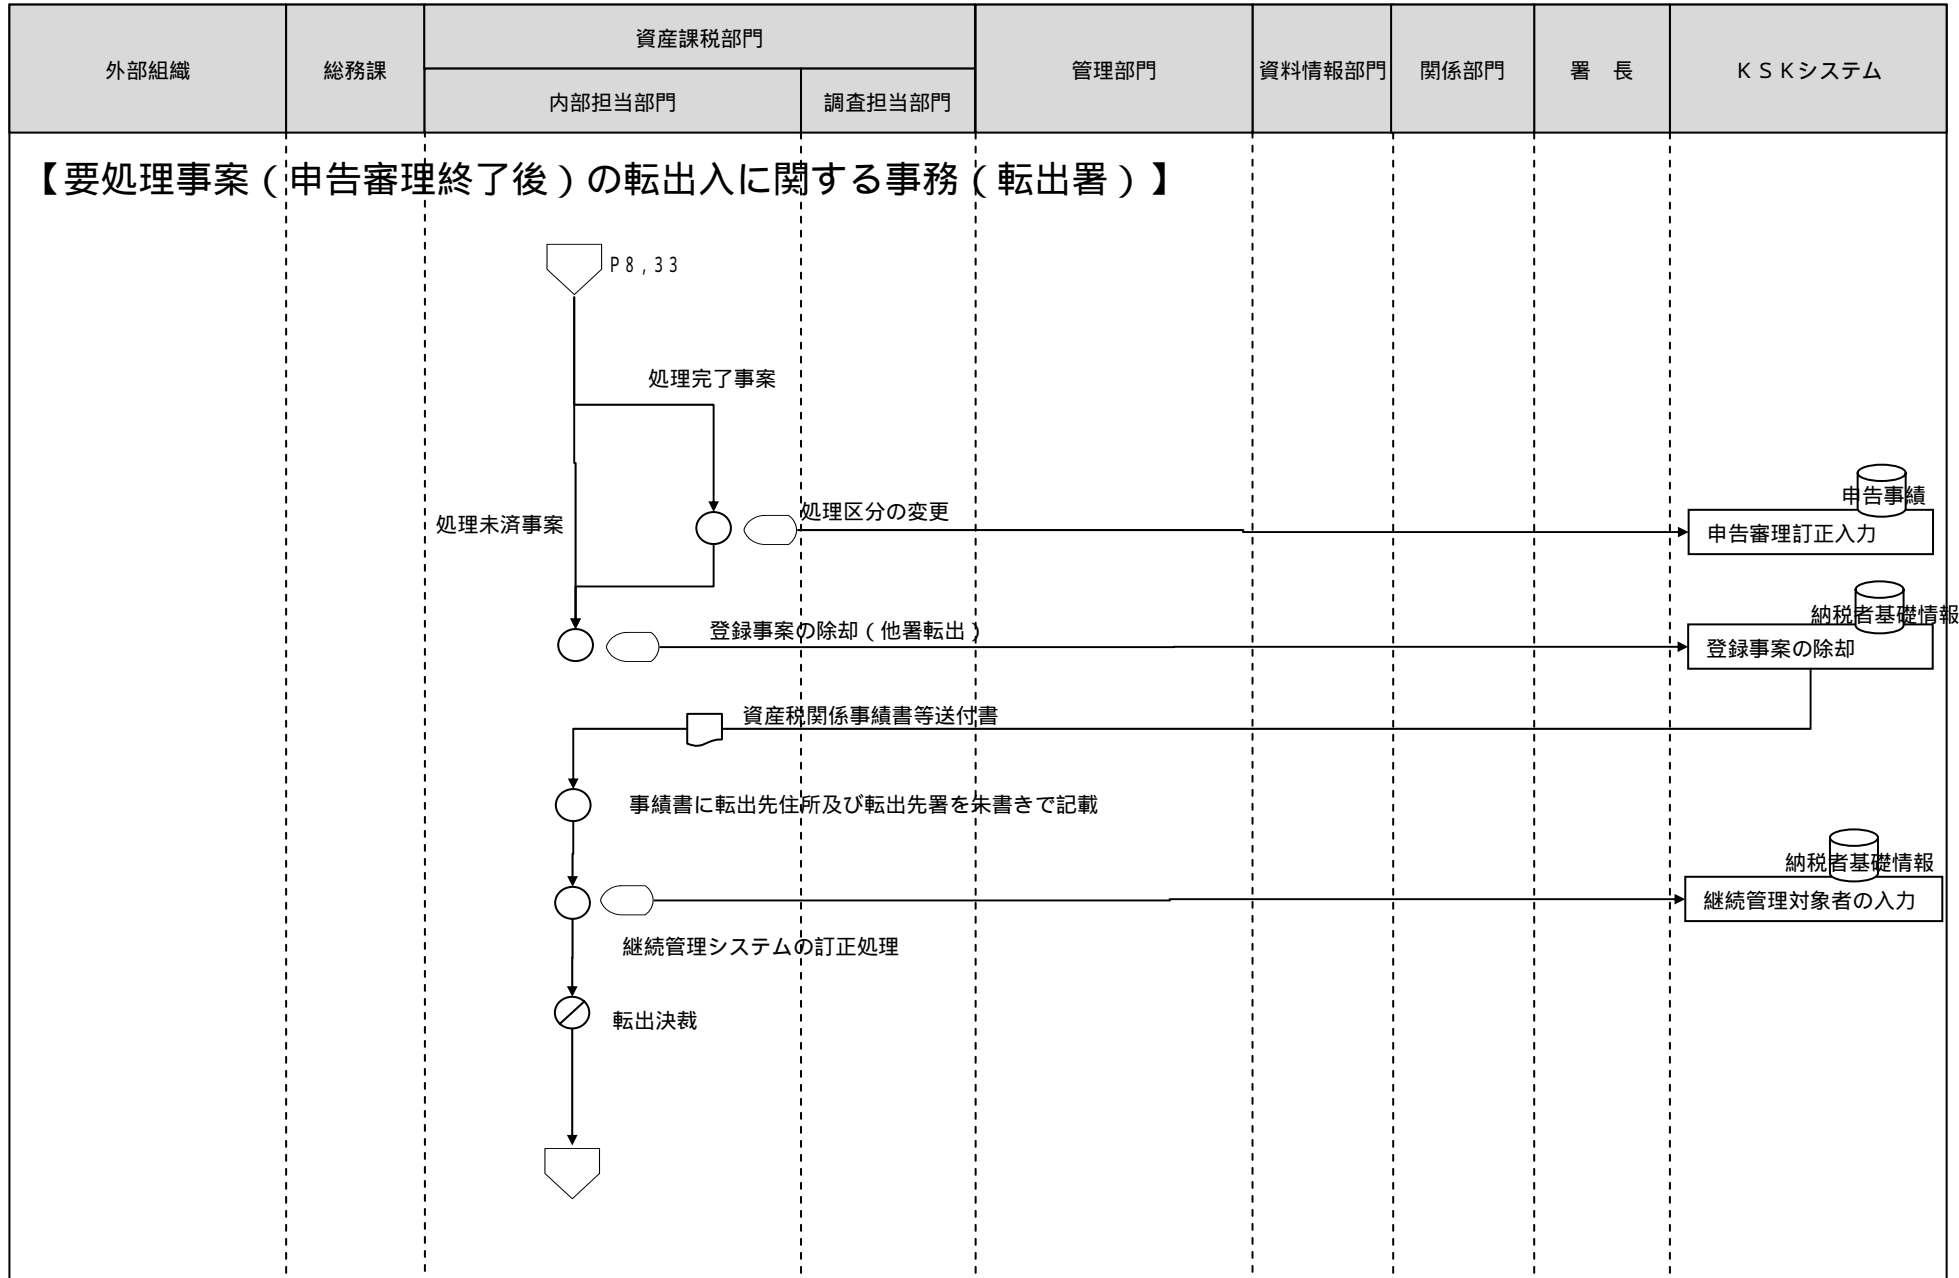 外部組織
総務課
資産課税部門
内部担当部門
調査担当部門
管理部門
資料情報部門
関係部門
署　長
ＫＳＫシステム
【要処理事案（申告審理終了後）の転出入に関する事務（転出署）】
Ｐ８，３３
処理完了事案
処理未済事案
処理区分の変更
申告事績
申告審理訂正入力
登録事案の除却（他署転出）
納税者基礎情報
登録事案の除却
資産税関係事績書等送付書
事績書に転出先住所及び転出先署を朱書きで記載
納税者基礎情報
継続管理対象者の入力
継続管理システムの訂正処理
転出決裁